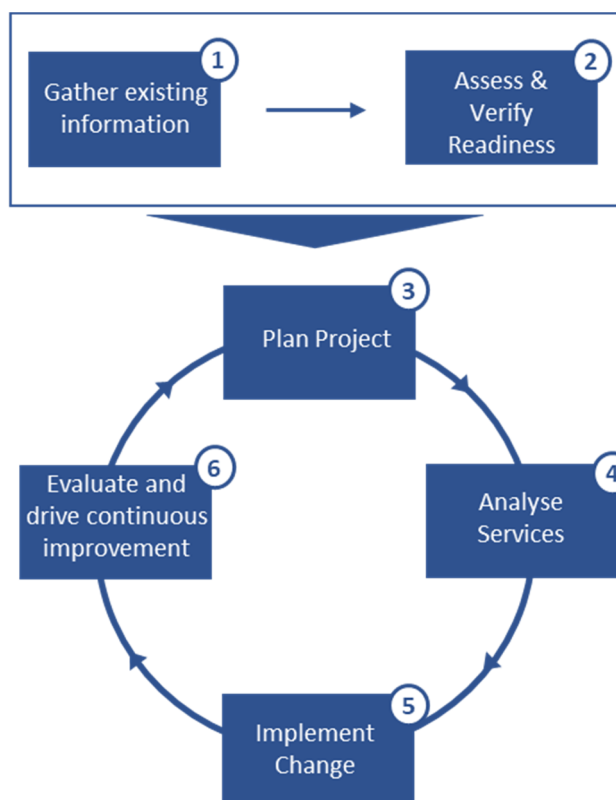 1
Gather existing
information
2
Assess &
Verify
Readiness
3
Plan Project
4
Analyse
Services
5
Implement
Change
6
Evaluate and
drive continuous
improvement